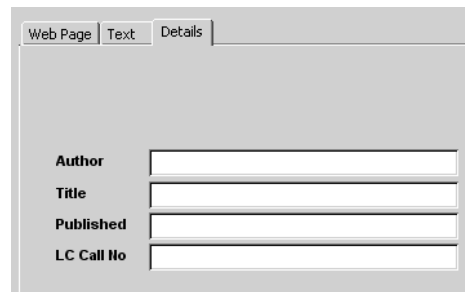 Web Page Text Details
Author
Title
Published
LC Call No